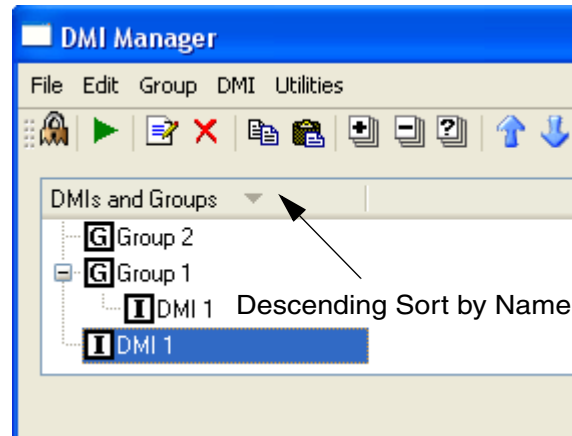 DMI Manager
File Edit Group DMI Utilities
DMIs and Groups
G Group 2
G Group 1
I DMI 1
Descending Sort by Name
I DMI 1